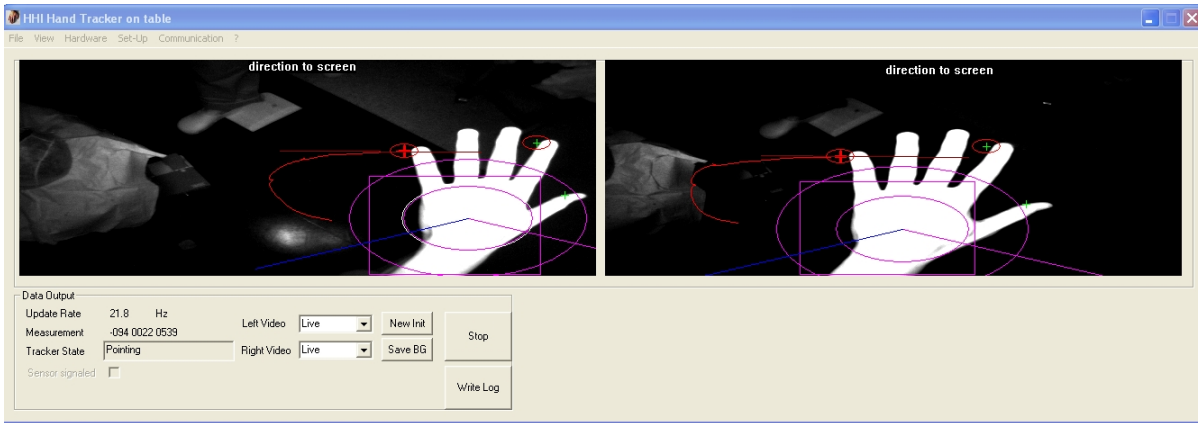 HHI Hand Tracker on table
File View Hardware Set-Up Communication ?
direction to screen
direction to screen
Data Output
Update Rate 21.8 Hz
Measurement -094 0022 0539
Tracker State Pointing
Sensor signaled
Left Video Live New Init
Right Video Live Save BG
Stop
Write Log